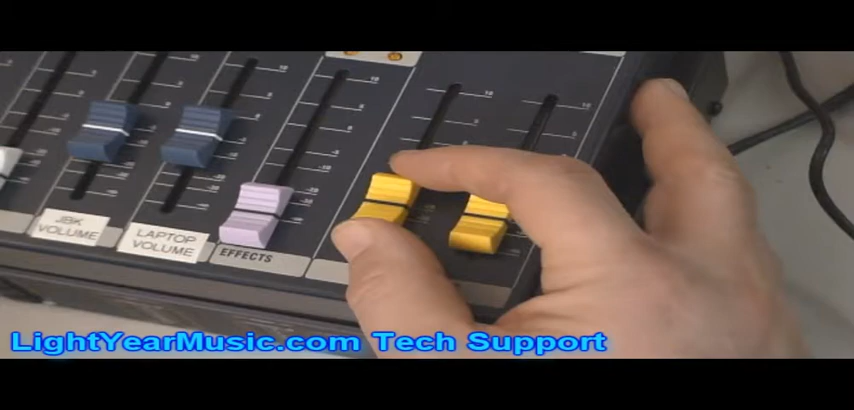 JBK
VOLUME
LAPTOP
VOLUME
EFFECTS
LightYearMusic.com Tech Support